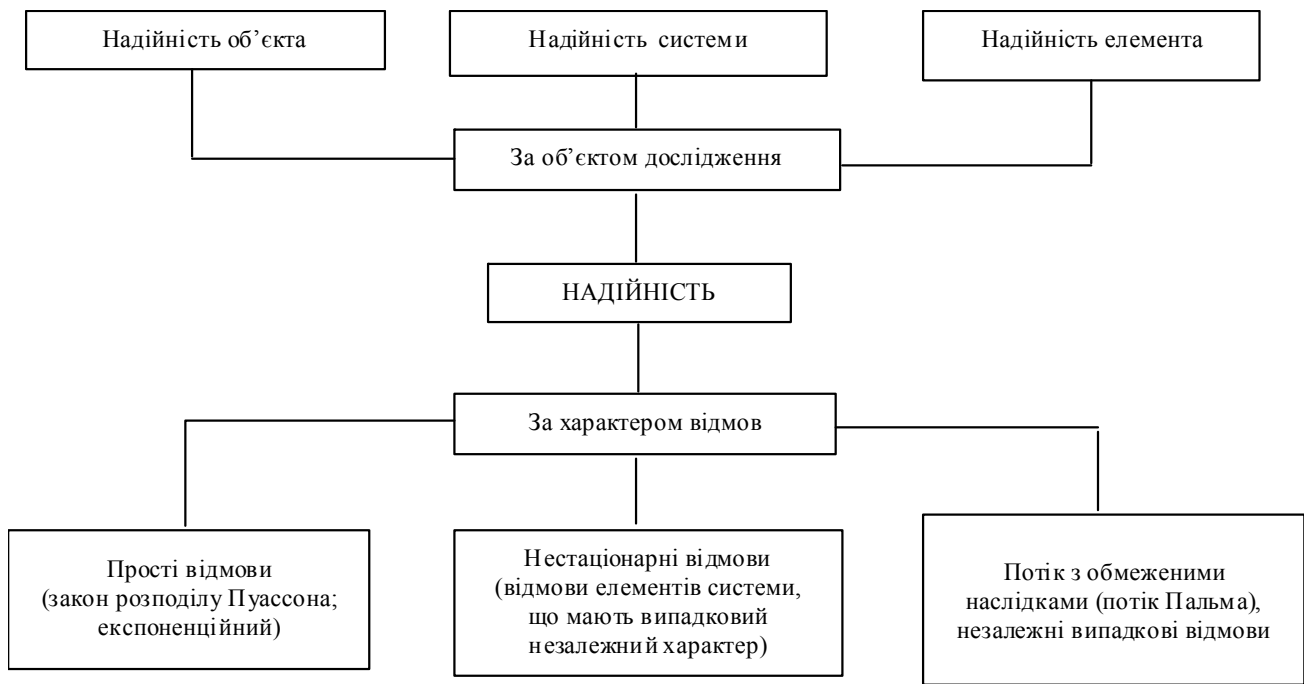 Надійність об’єкта
Надійність системи
Надійність елемента
За об’єктом дослідження
НАДІЙНІСТЬ
За характером відмов
Прості відмови
(закон розподілу Пуассона;
експоненційний)
Нестаціонарні відмови
(відмови елементів системи,
що мають випадковий
незалежний характер)
Потік з обмеженими
наслідками (потік Пальма),
незалежні випадкові відмови